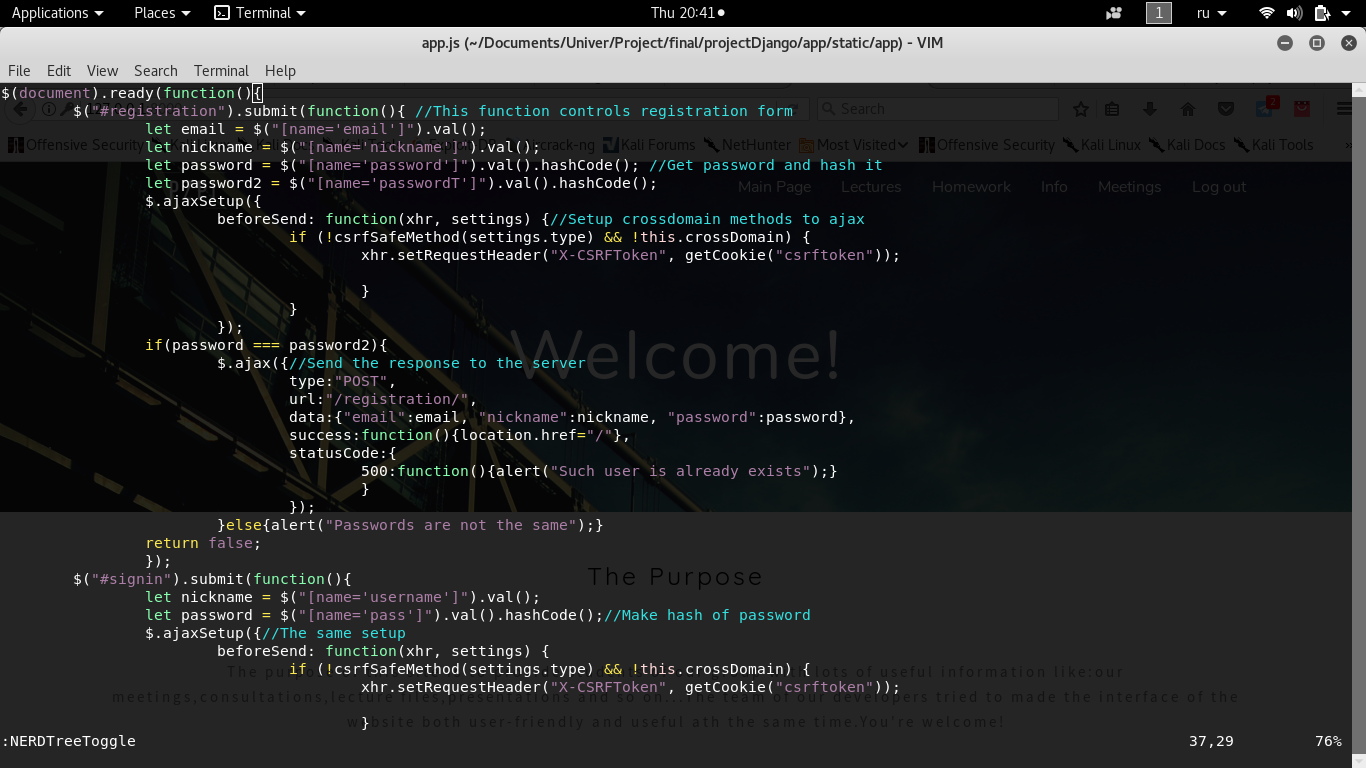 Applications Places Terminal Thu 20:41 1 ru
app.js (~/Documents/Univer/Project/final/projectDjango/app/static/app) - VIM
File Edit View Search Terminal Help
$(document).ready(function(){
Search 2
$("#registration").submit(function(){ //This function controls registration form
let email = $("[name='email']").val();
let nickname = $("[name='nickname']").val();
Offensive Security crack-ng Kali Forums NetHunter Most Visited Offensive Security Kali Linux Kali Docs Kali Tools »
let password = $("[name='password']").val().hashCode(); //Get password and hash it
let password2 = $("[name='passwordT']").val().hashCode();
Main Page Lectures Homework Info Meetings Log out
$.ajaxSetup({
beforeSend: function(xhr, settings) {//Setup crossdomain methods to ajax
if (!csrfSafeMethod(settings.type) && !this.crossDomain) {
xhr.setRequestHeader("X-CSRFToken", getCookie("csrftoken"));
}
}
});
if(password === password2){
Welcome!
$.ajax({//Send the response to the server
type:"POST",
url:"/registration/",
data:{"email":email, "nickname":nickname, "password":password},
success:function(){location.href="/"},
statusCode:{
500:function(){alert("Such user is already exists");}
}
});
}else{alert("Passwords are not the same");}
return false;
});
$("#signin").submit(function(){
The Purpose
let nickname = $("[name='username']").val();
let password = $("[name='pass']").val().hashCode();//Make hash of password
$.ajaxSetup({//The same setup
beforeSend: function(xhr, settings) {
if (!csrfSafeMethod(settings.type) && !this.crossDomain) {
The purpose lots of useful information like:our
xhr.setRequestHeader("X-CSRFToken", getCookie("csrftoken"));
meetings,consultations,lecture files,presentations and so on...The team of our developers tried to made the interface of the
}
website both user-friendly and useful ath the same time.You're welcome!
:NERDTreeToggle 37,29 76%